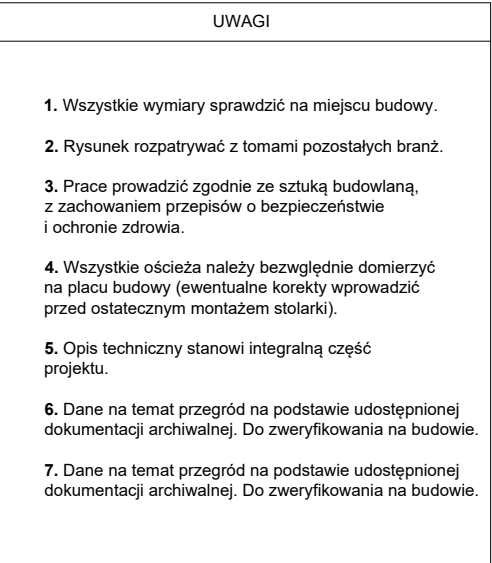 UWAGI
1. Wszystkie wymiary sprawdzić na miejscu budowy.
2. Rysunek rozpatrywać z tomami pozostałych branż.
3. Prace prowadzić zgodnie ze sztuką budowlaną,
z zachowaniem przepisów o bezpieczeństwie
i ochronie zdrowia.
4. Wszystkie ościeża należy bezwględnie domierzyć
na placu budowy (ewentualne korekty wprowadzić
przed ostatecznym montażem stolarki).
5. Opis techniczny stanowi integralną część
projektu.
6. Dane na temat przegród na podstawie udostępnionej
dokumentacji archiwalnej. Do zweryfikowania na budowie.
7. Dane na temat przegród na podstawie udostępnionej
dokumentacji archiwalnej. Do zweryfikowania na budowie.